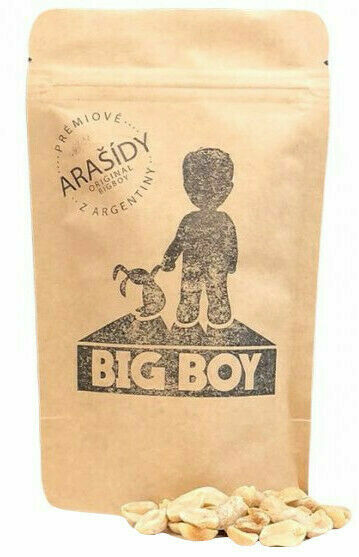 PRÉMIOVÉ
ARAŠÍDY
ORIGINAL
BIGBOY
Z ARGENTINY
BIG BOY